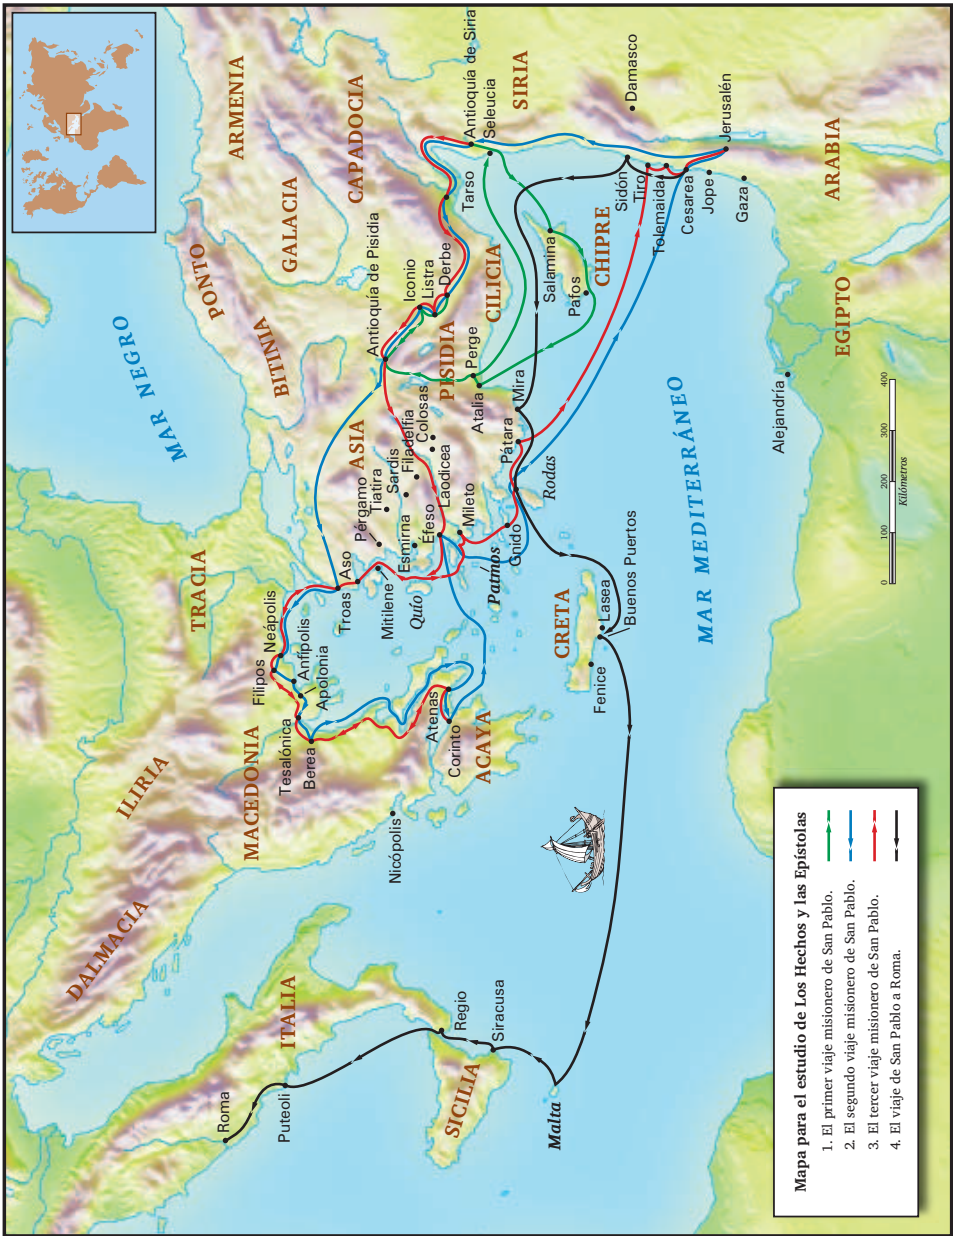 DALMACIA
ILIRIA
MAR NEGRO
PONTO
ARMENIA
BITINIA
GALACIA
CAPADOCIA
TRACIA
MACEDONIA
ITALIA
Roma
Puteoli
Filipos
Neápolis
Anfípolis
Apolonia
Tesalónica
Berea
Nicópolis
Troas
Aso
Mitilene
Quío
ASIA
Pérgamo
Tiatira
Sardis
Filadelfia
Colosas
Esmirna
Éfeso
Laodicea
Mileto
Antioquía de Pisidia
Iconio
Listra
Derbe
Tarso
Antioquía de Siria
Seleucia
SIRIA
PISIDIA
CILICIA
Perge
Atalia
Mira
Pátara
Rodas
Gnido
Patmos
Atenas
Corinto
ACAYA
Regio
Siracusa
SICILIA
Malta
CRETA
Fenice
Lasea
Buenos Puertos
Salamina
Pafos
CHIPRE
Sidón
Tiro
Tolemaida
Cesarea
Jope
Gaza
Damasco
Jerusalén
ARABIA
MAR MEDITERRÁNEO
Alejandría
EGIPTO
0 100 200 300 400
Kilómetros
Mapa para el estudio de Los Hechos y las Epístolas
1. El primer viaje misionero de San Pablo.
2. El segundo viaje misionero de San Pablo.
3. El tercer viaje misionero de San Pablo.
4. El viaje de San Pablo a Roma.